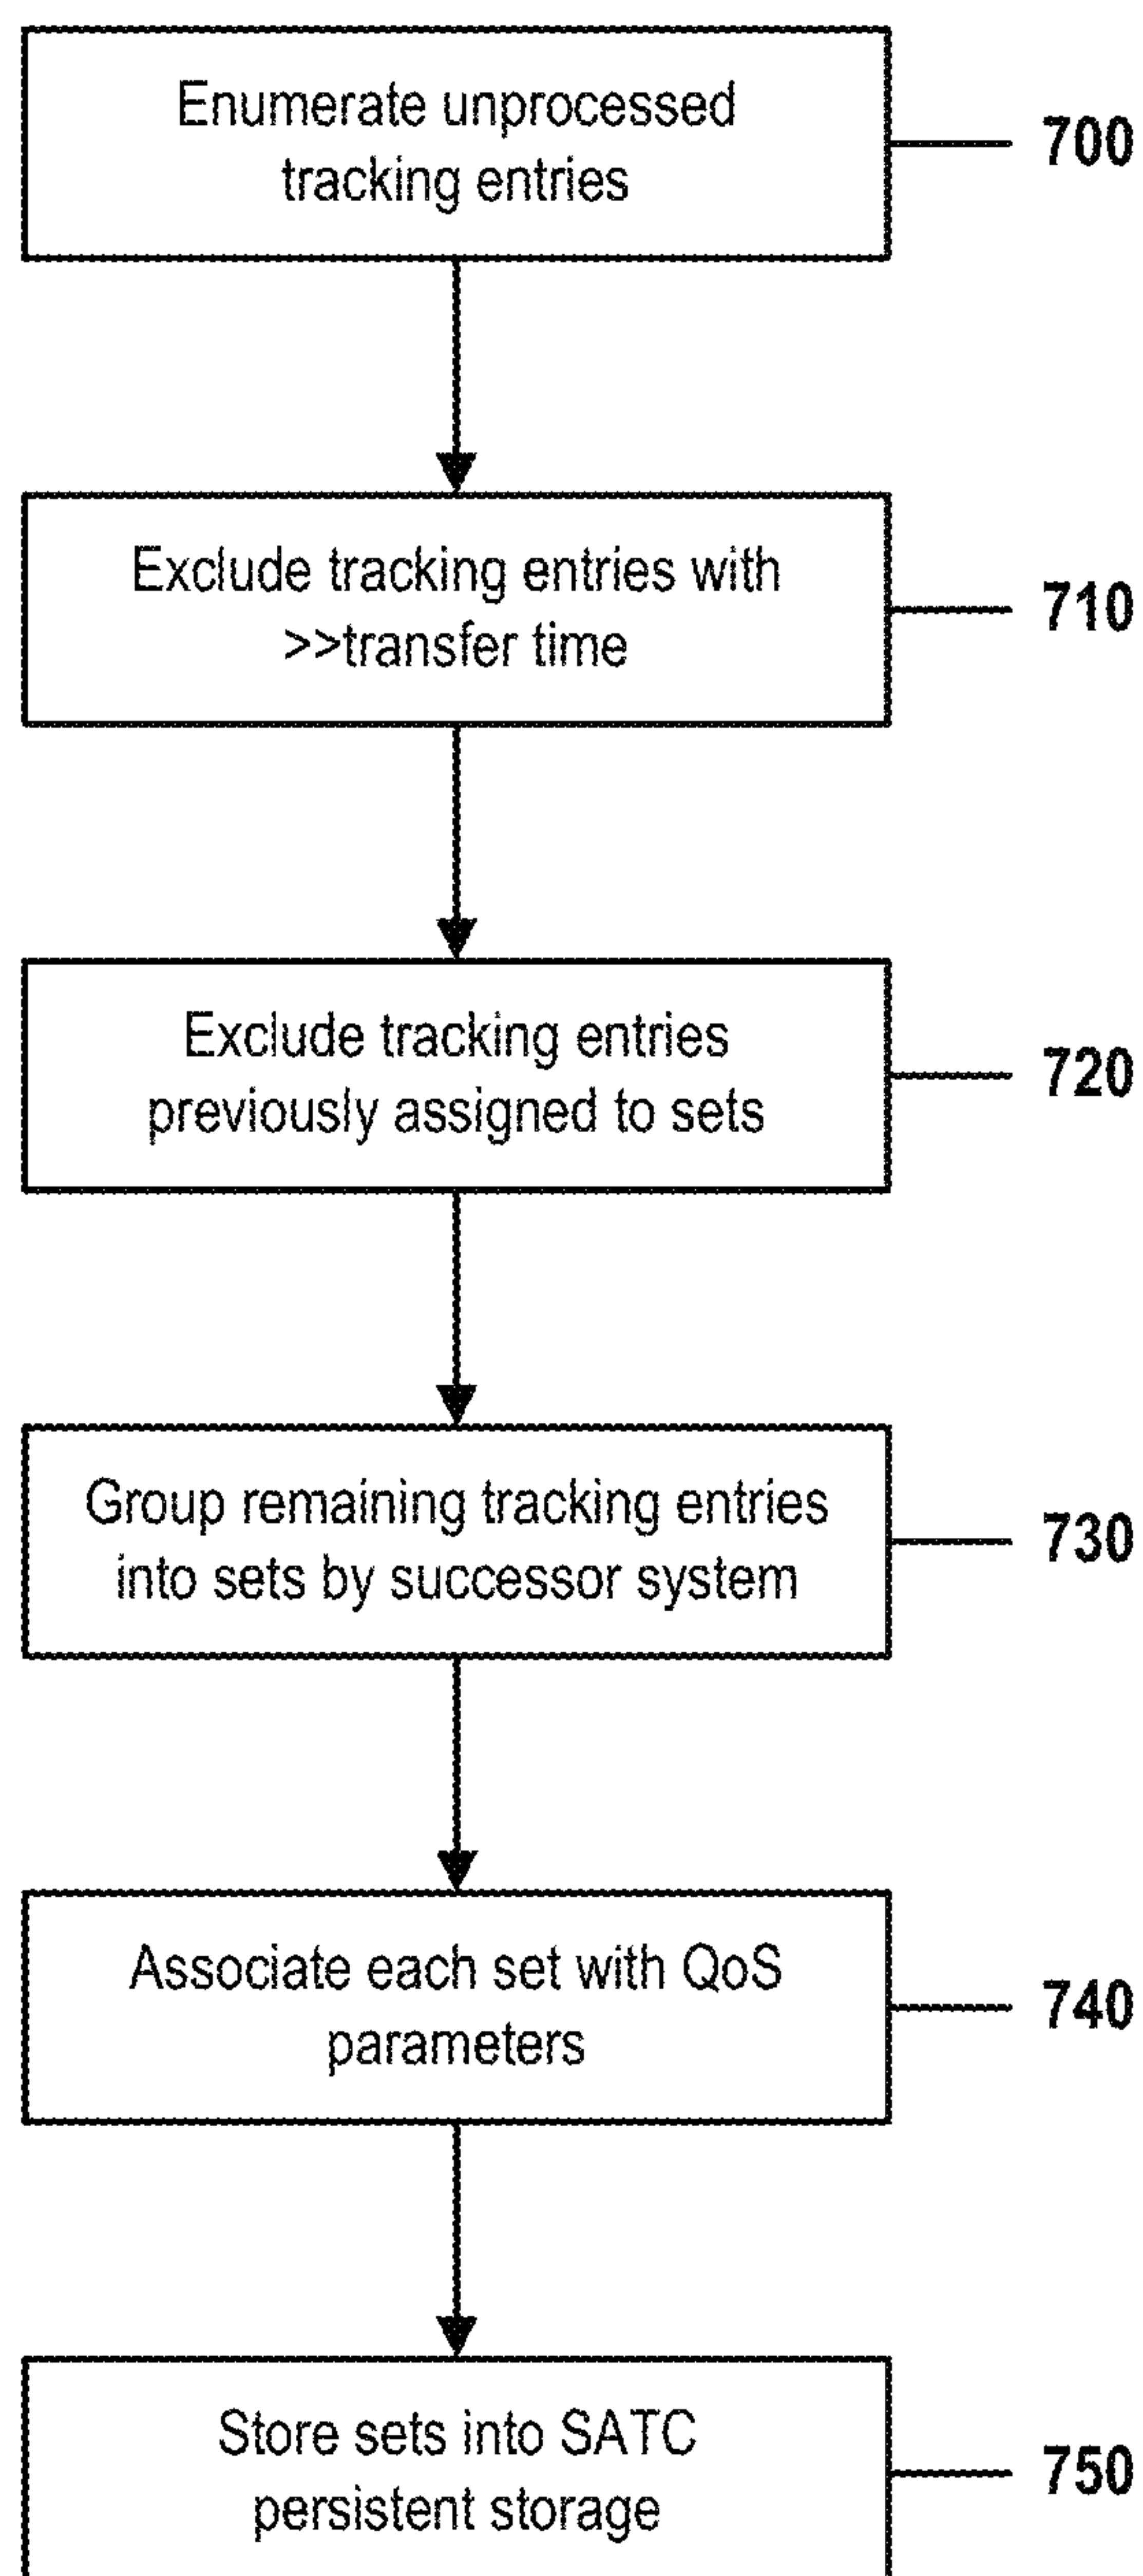 Enumerate unprocessed
tracking entries
700
Exclude tracking entries with
>>transfer time
710
Exclude tracking entries
previously assigned to sets
720
Group remaining tracking entries
into sets by successor system
730
Associate each set with QoS
parameters
740
Store sets into SATC
persistent storage
750